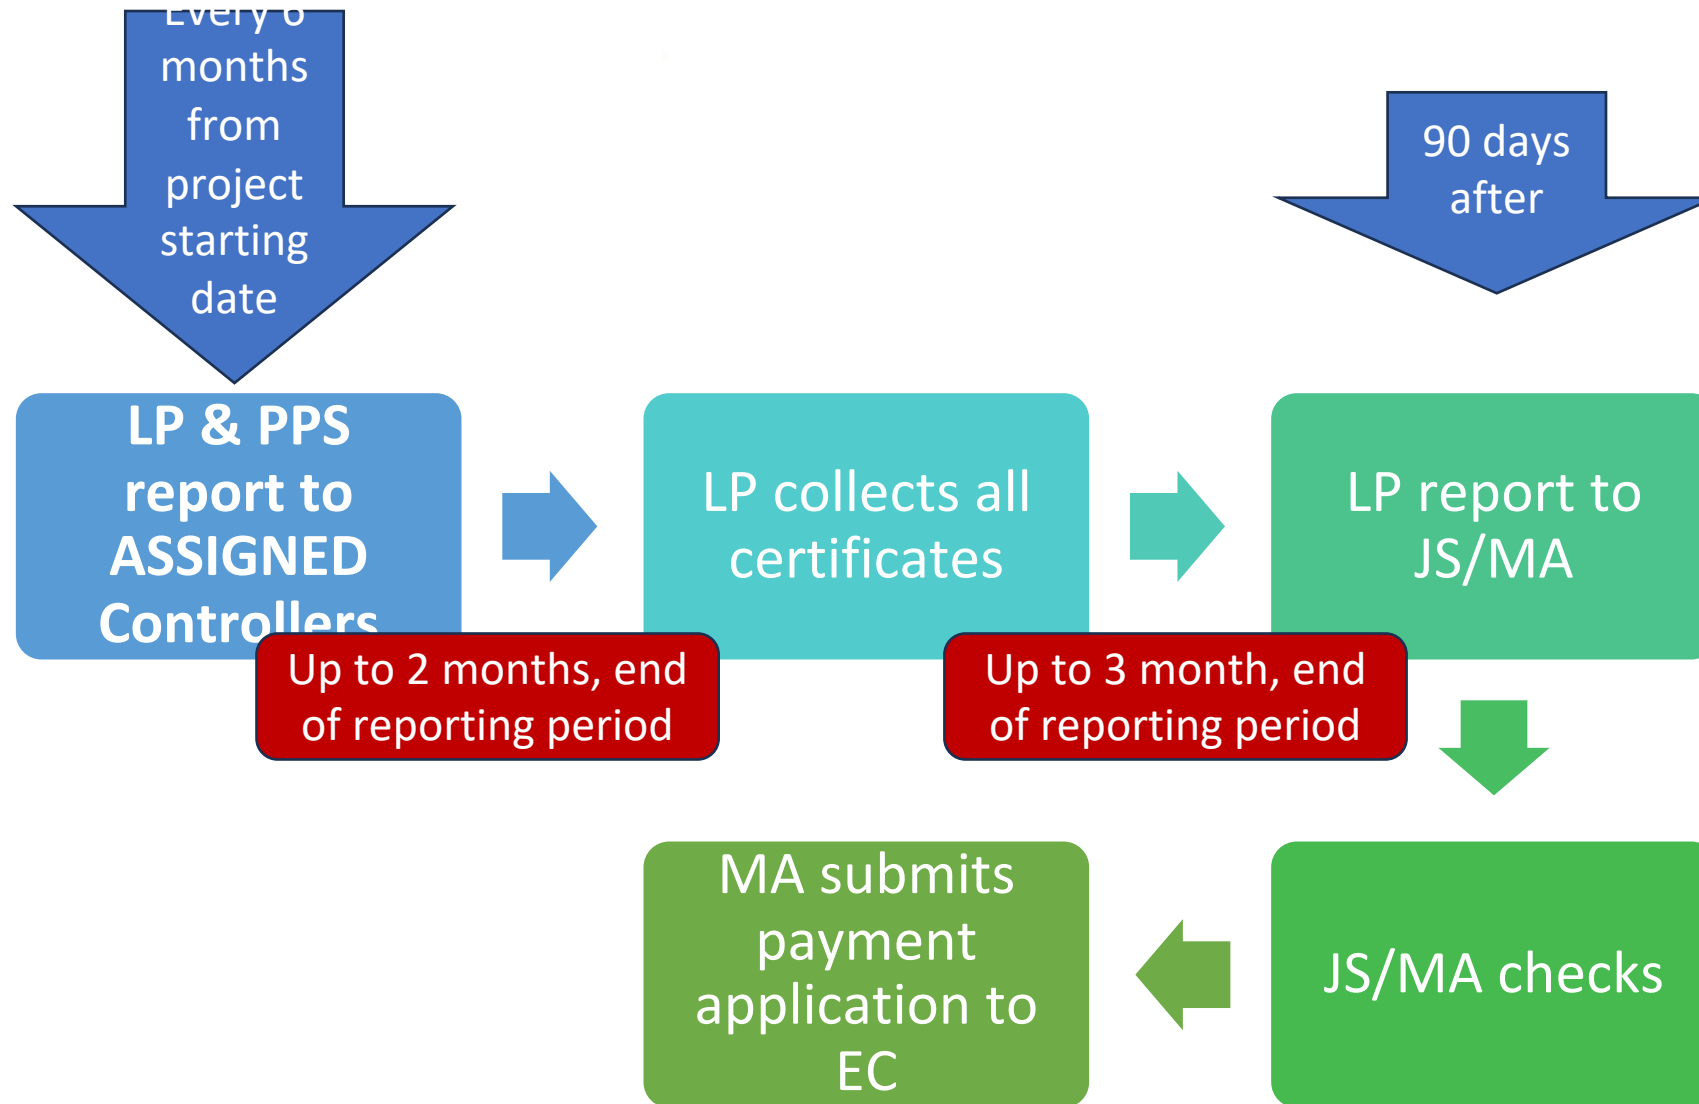 Every 6
months
from
project
starting
date
90 days
after
LP & PPS
report to
ASSIGNED
Controllers
LP collects all
certificates
LP report to
JS/MA
Up to 2 months, end
of reporting period
Up to 3 month, end
of reporting period
MA submits
payment
application to
EC
JS/MA checks